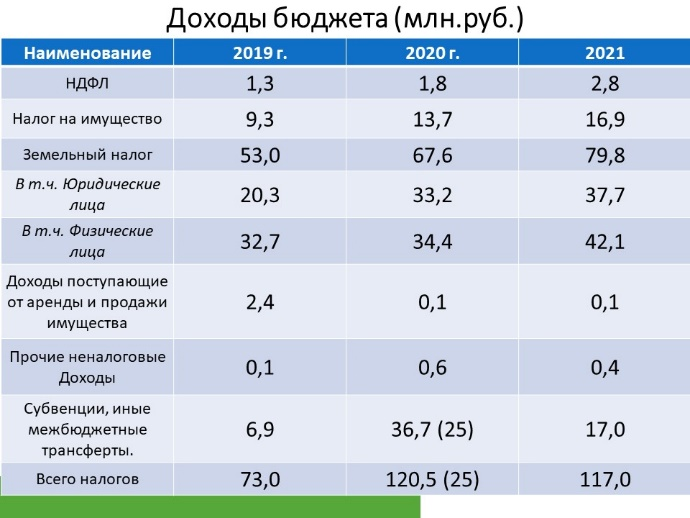 Доходы бюджета (млн.руб.)
Наименование 2019 г. 2020 г. 2021
НДФЛ 1,3 1,8 2,8
Налог на имущество 9,3 13,7 16,9
Земельный налог 53,0 67,6 79,8
В т.ч. Юридические
лица 20,3 33,2 37,7
В т.ч. Физические
лица 32,7 34,4 42,1
Доходы поступающие
от аренды и продажи 2,4 0,1 0,1
имущества
Прочие неналоговые
Доходы 0,1 0,6 0,4
Субвенции, иные
межбюджетные 6,9 36,7 (25) 17,0
трансферты.
Всего налогов 73,0 120,5 (25) 117,0